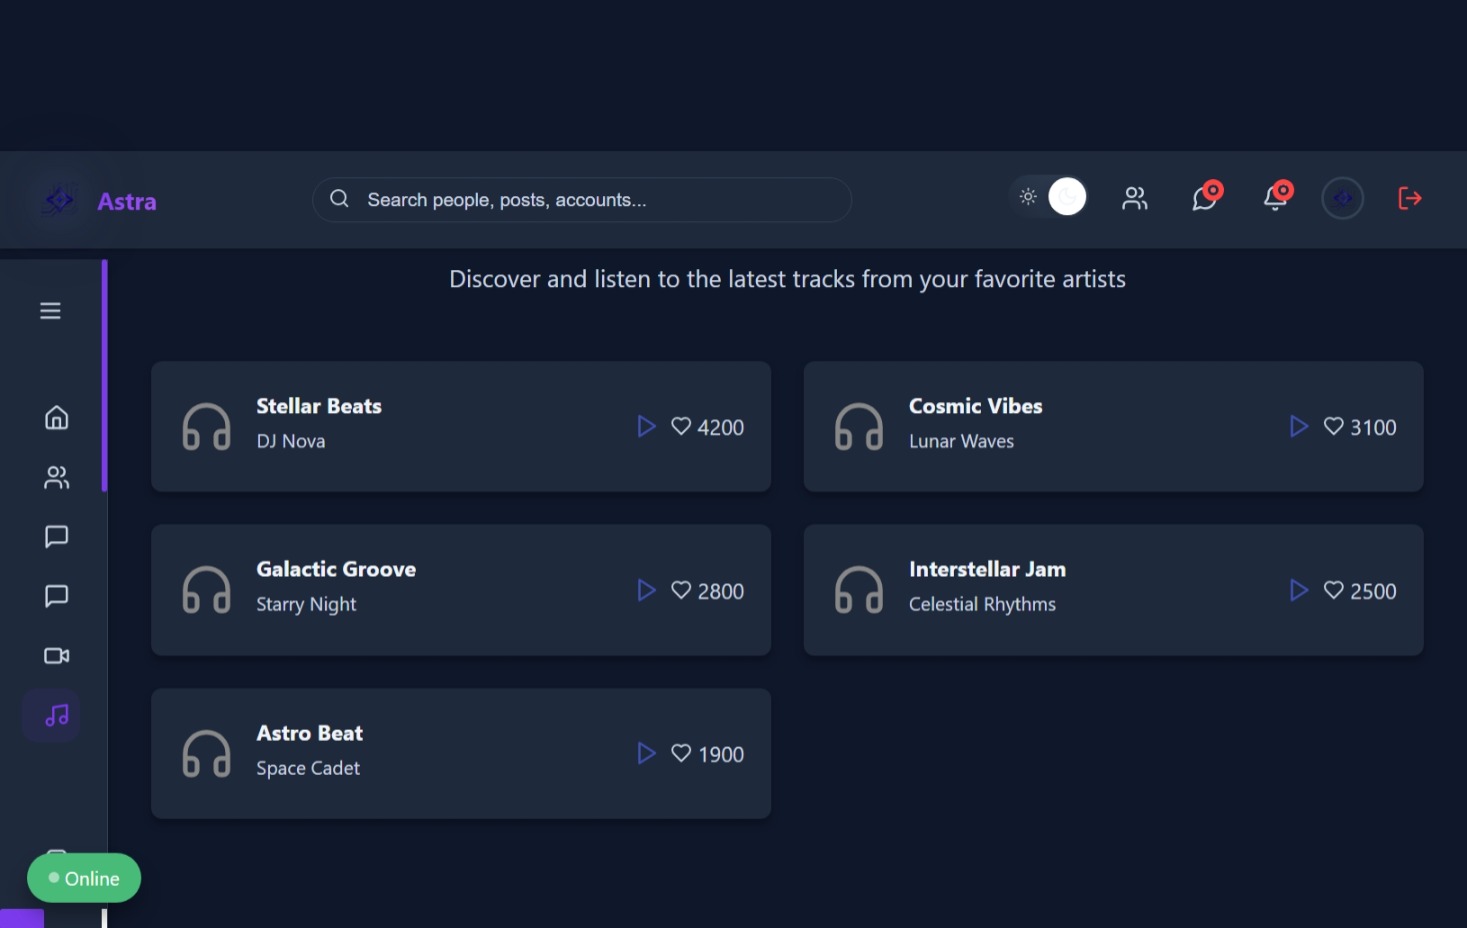 Astra
Search people, posts, accounts...
Discover and listen to the latest tracks from your favorite artists
Stellar Beats
DJ Nova
4200
Cosmic Vibes
Lunar Waves
3100
Galactic Groove
Starry Night
2800
Interstellar Jam
Celestial Rhythms
2500
Astro Beat
Space Cadet
1900
Online